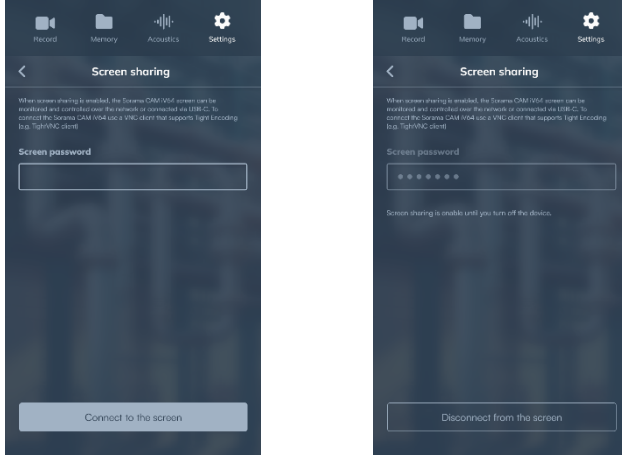 Record Memory Acoustics Settings
Screen sharing
When screen sharing is enabled, the Sorama CAM iV64 screen can be
monitored and controlled over the network or connected via USB-C. To
connect the Sorama CAM iV64 use a VNC client that supports Tight Encoding
(e.g. TightVNC client)
Screen password
Connect to the screen
Record Memory Acoustics Settings
Screen sharing
When screen sharing is enabled, the Sorama CAM iV64 screen can be
monitored and controlled over the network or connected via USB-C. To
connect the Sorama CAM iV64 use a VNC client that supports Tight Encoding
(e.g. TightVNC client)
Screen password
Screen sharing is enable until you turn off the device.
Disconnect from the screen